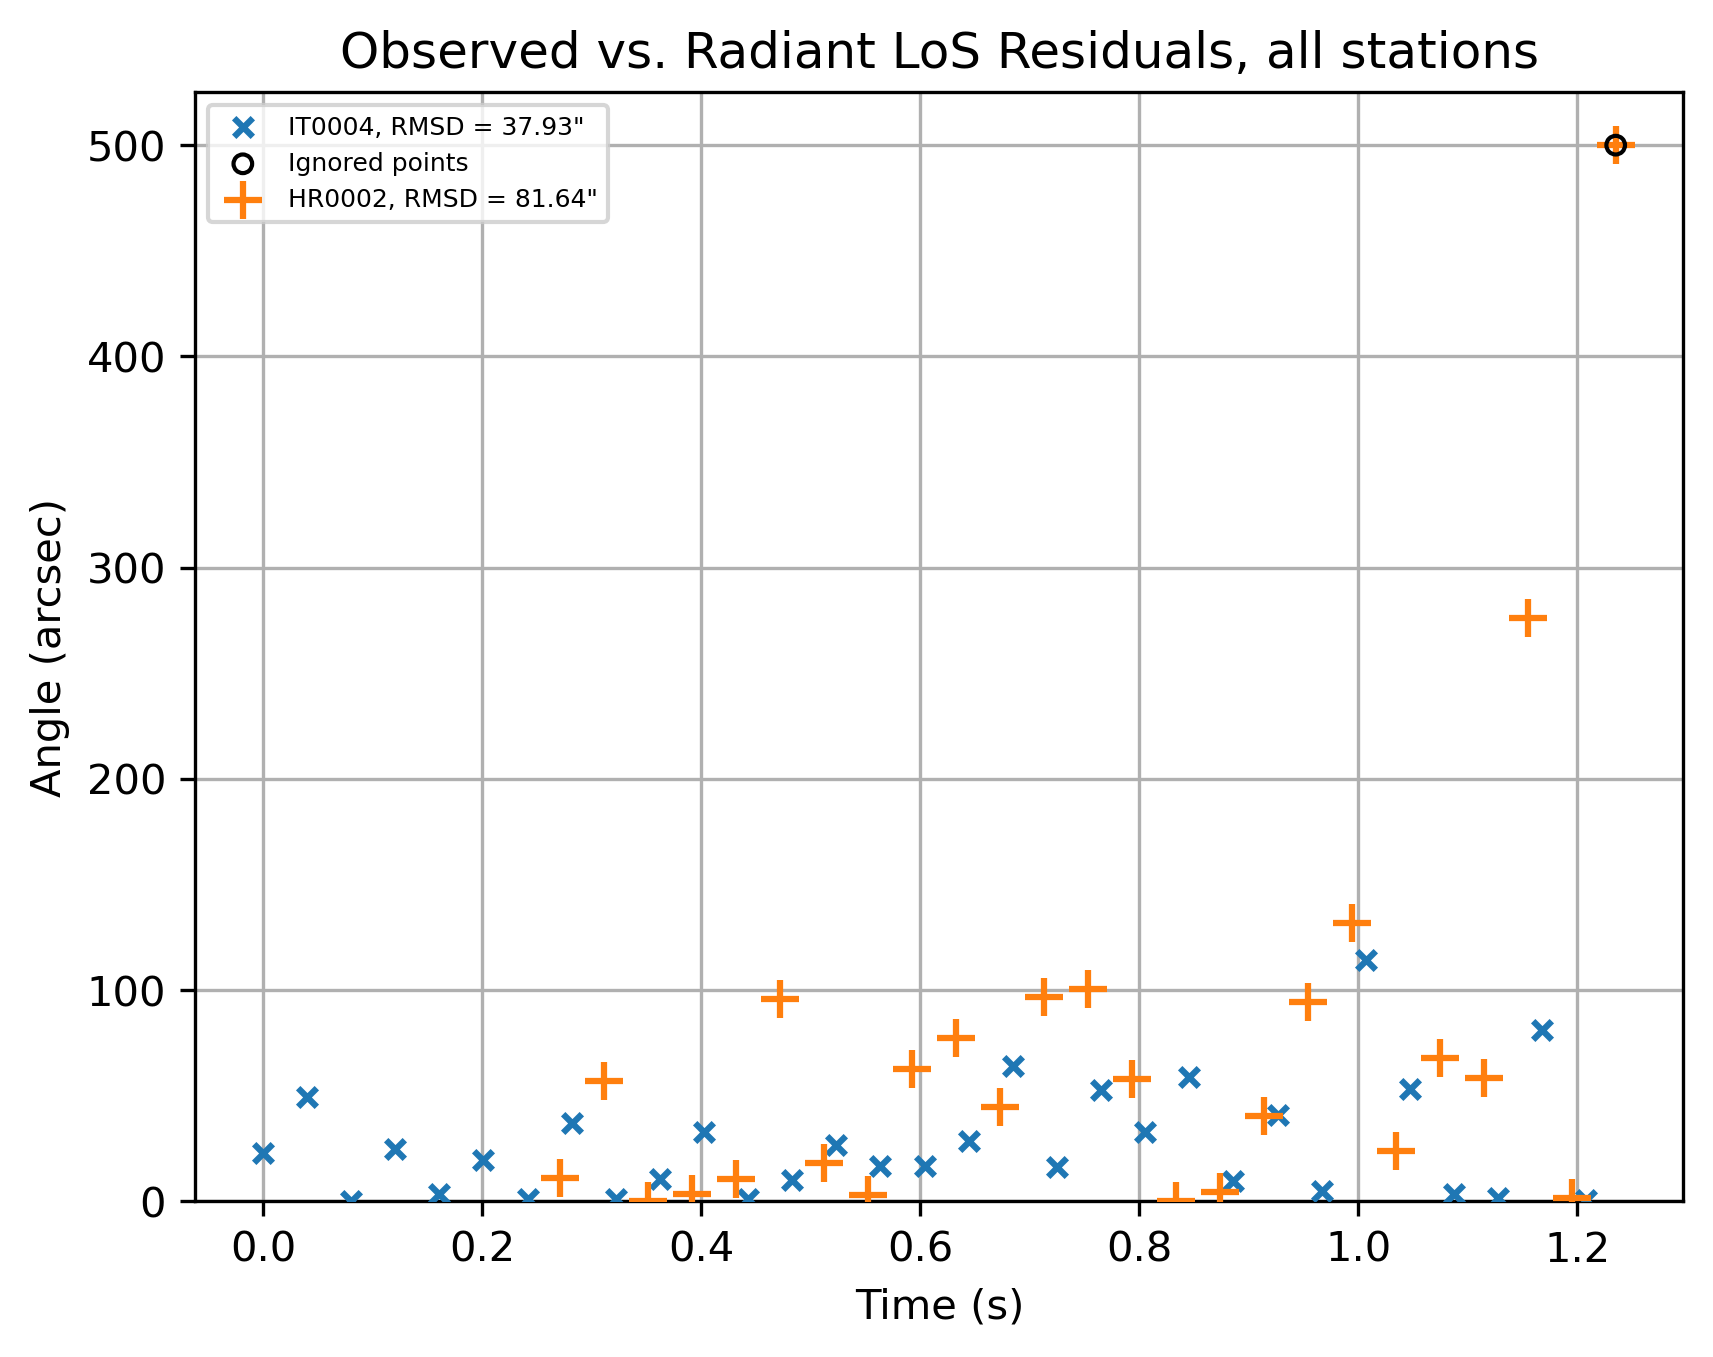 Observed vs. Radiant LoS Residuals, all stations
IT0004, RMSD = 37.93"
Ignored points
HR0002, RMSD = 81.64"
500
400
300
200
100
0
Angle (arcsec)
0.0 0.2 0.4 0.6 0.8 1.0 1.2
Time (s)